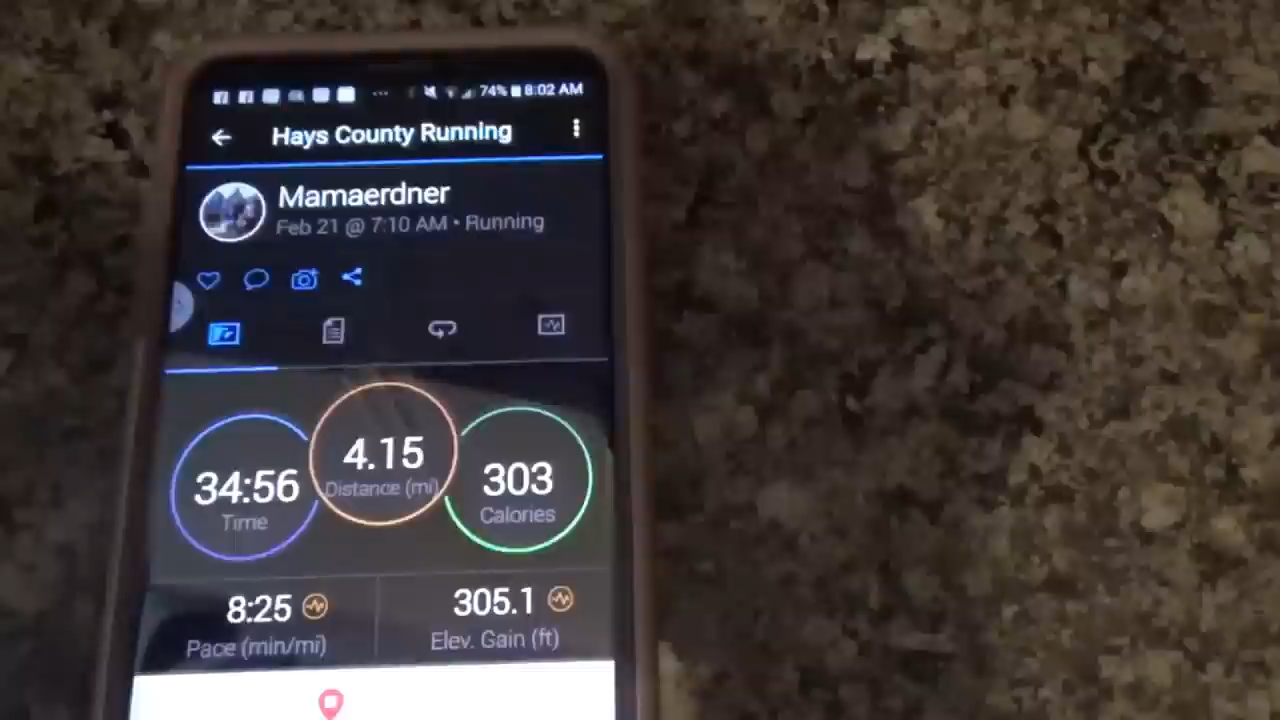 74% 8:02 AM
Hays County Running
Mamaerdner
Feb 21 @ 7:10 AM • Running
34:56
Time
4.15
Distance (mi)
303
Calories
8:25
Pace (min/mi)
305.1
Elev. Gain (ft)